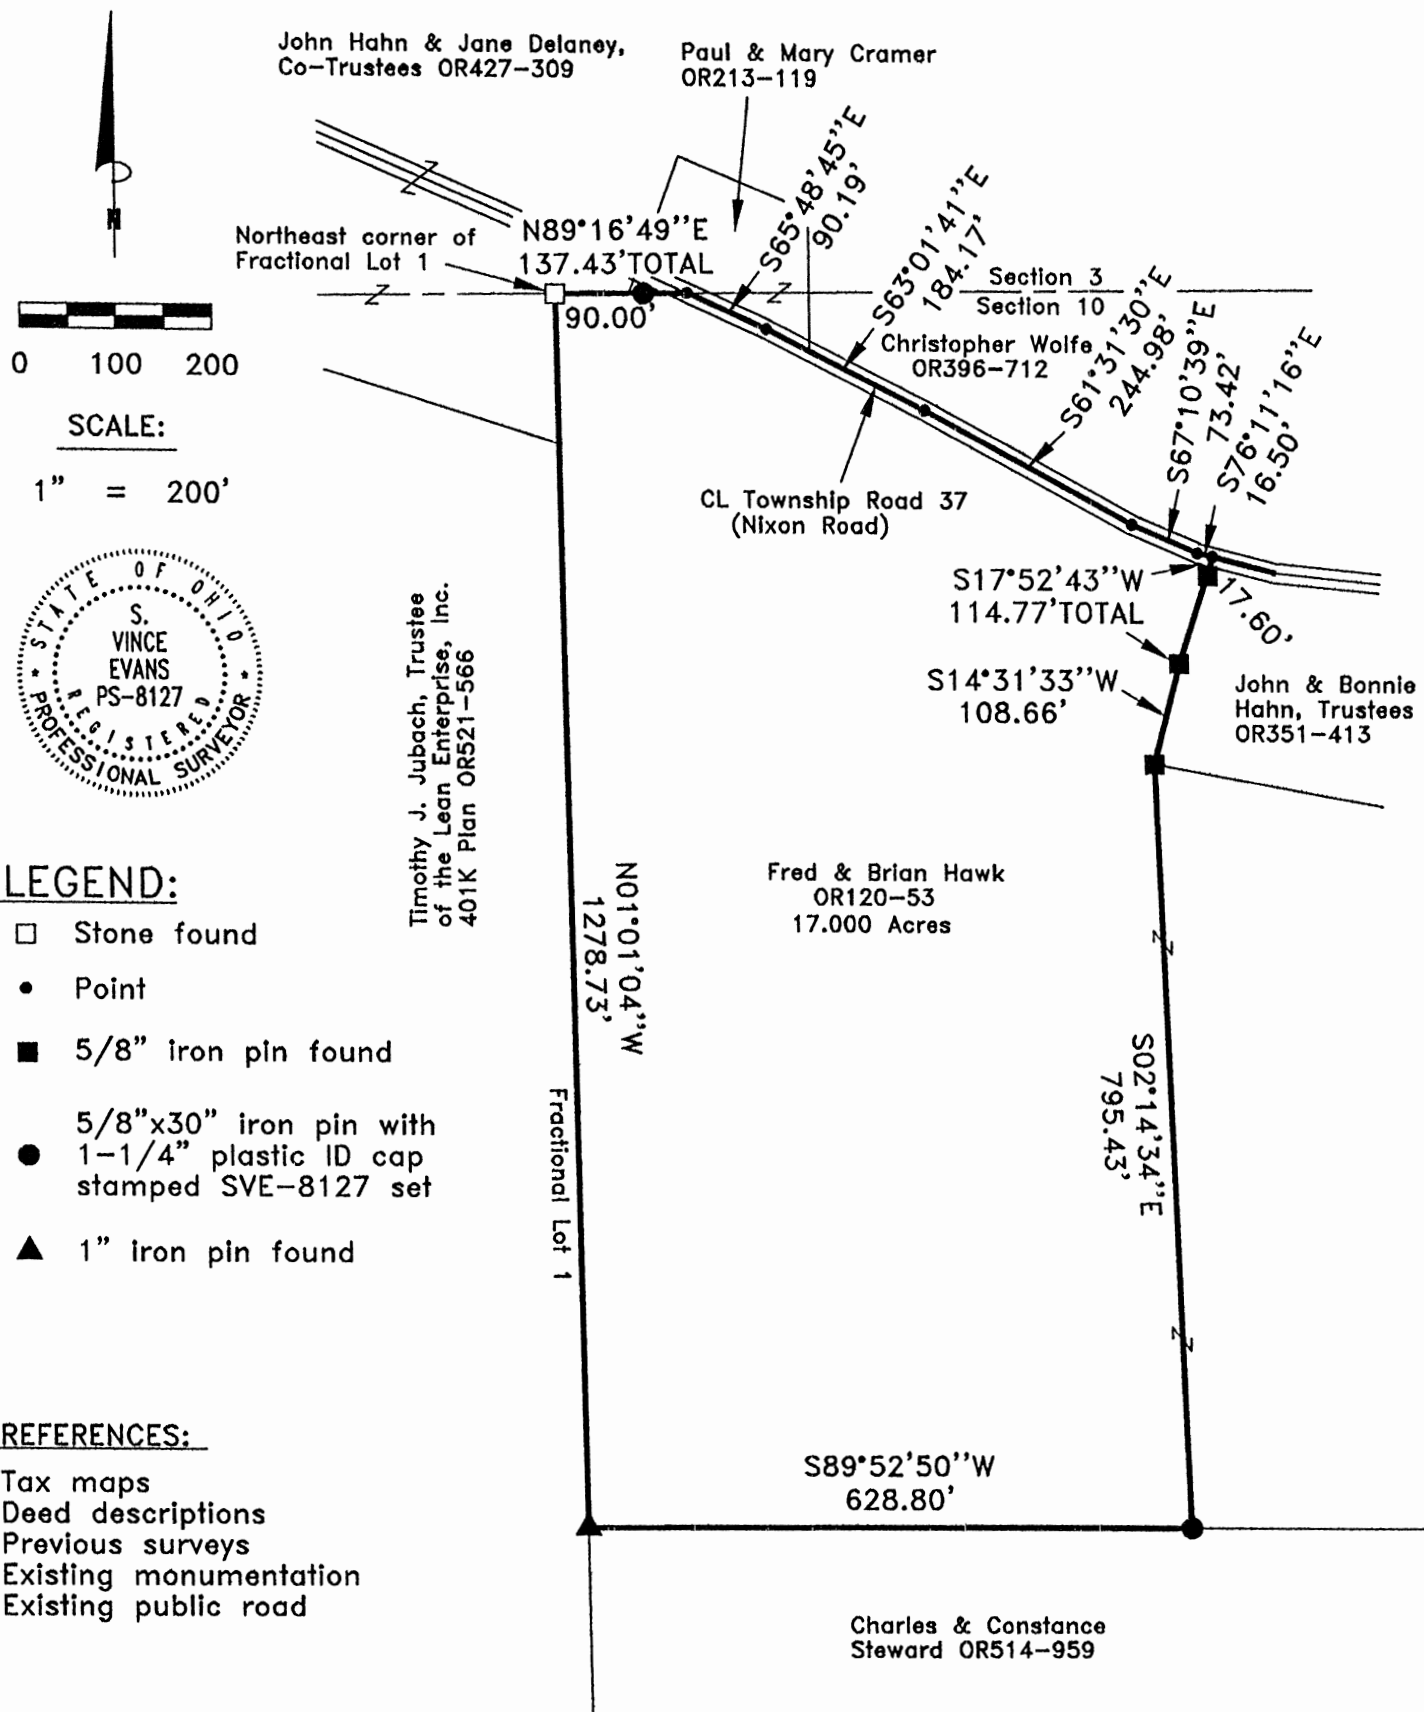 John Hahn & Jane Delaney,
Co-Trustees OR427-309
Paul & Mary Cramer
OR213-119
N
Northeast corner of
Fractional Lot 1
N89°16'49''E
137.43'TOTAL
90.00'
S65°48'45''E
90.19'
S63°01'41''E
184.17'
Section 3
Section 10
Christopher Wolfe
OR396-712
S61°31'30''E
244.98'
S67°10'39''E
73.42'
S76°11'16''E
16.50'
0 100 200
SCALE:
1" = 200'
CL Township Road 37
(Nixon Road)
S17°52'43''W
114.77'TOTAL
17.60'
S14°31'33''W
108.66'
John & Bonnie
Hahn, Trustees
OR351-413
STATE OF OHIO
S.
VINCE
EVANS
PS-8127
REGISTERED
PROFESSIONAL SURVEYOR
Timothy J. Jubach, Trustee
of the Lean Enterprise, Inc.
401K Plan OR521-566
Fred & Brian Hawk
OR120-53
17.000 Acres
N01°01'04''W
1278.73'
Fractional Lot 1
S02°14'34''E
795.43'
LEGEND:
Stone found
Point
5/8" iron pin found
5/8"x30" iron pin with
1-1/4" plastic ID cap
stamped SVE-8127 set
1" iron pin found
S89°52'50''W
628.80'
REFERENCES:
Tax maps
Deed descriptions
Previous surveys
Existing monumentation
Existing public road
Charles & Constance
Steward OR514-959